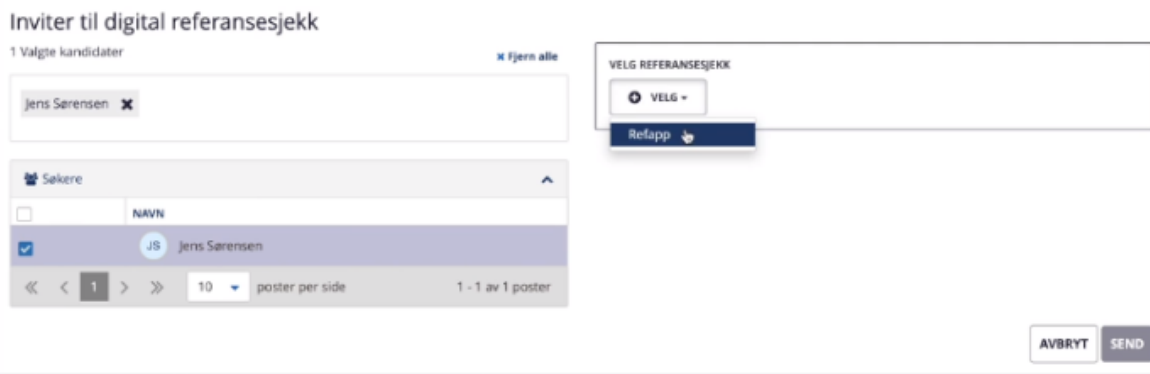 Inviter til digital referansesjekk
1 Valgte kandidater
✖ Fjern alle
Jens Sørensen ✖
Søkere
NAVN
JS Jens Sørensen
« < 1 > » 10 poster per side 1 - 1 av 1 poster
VELG REFERANSESJEKK
VELG
Refapp
AVBRYT SEND